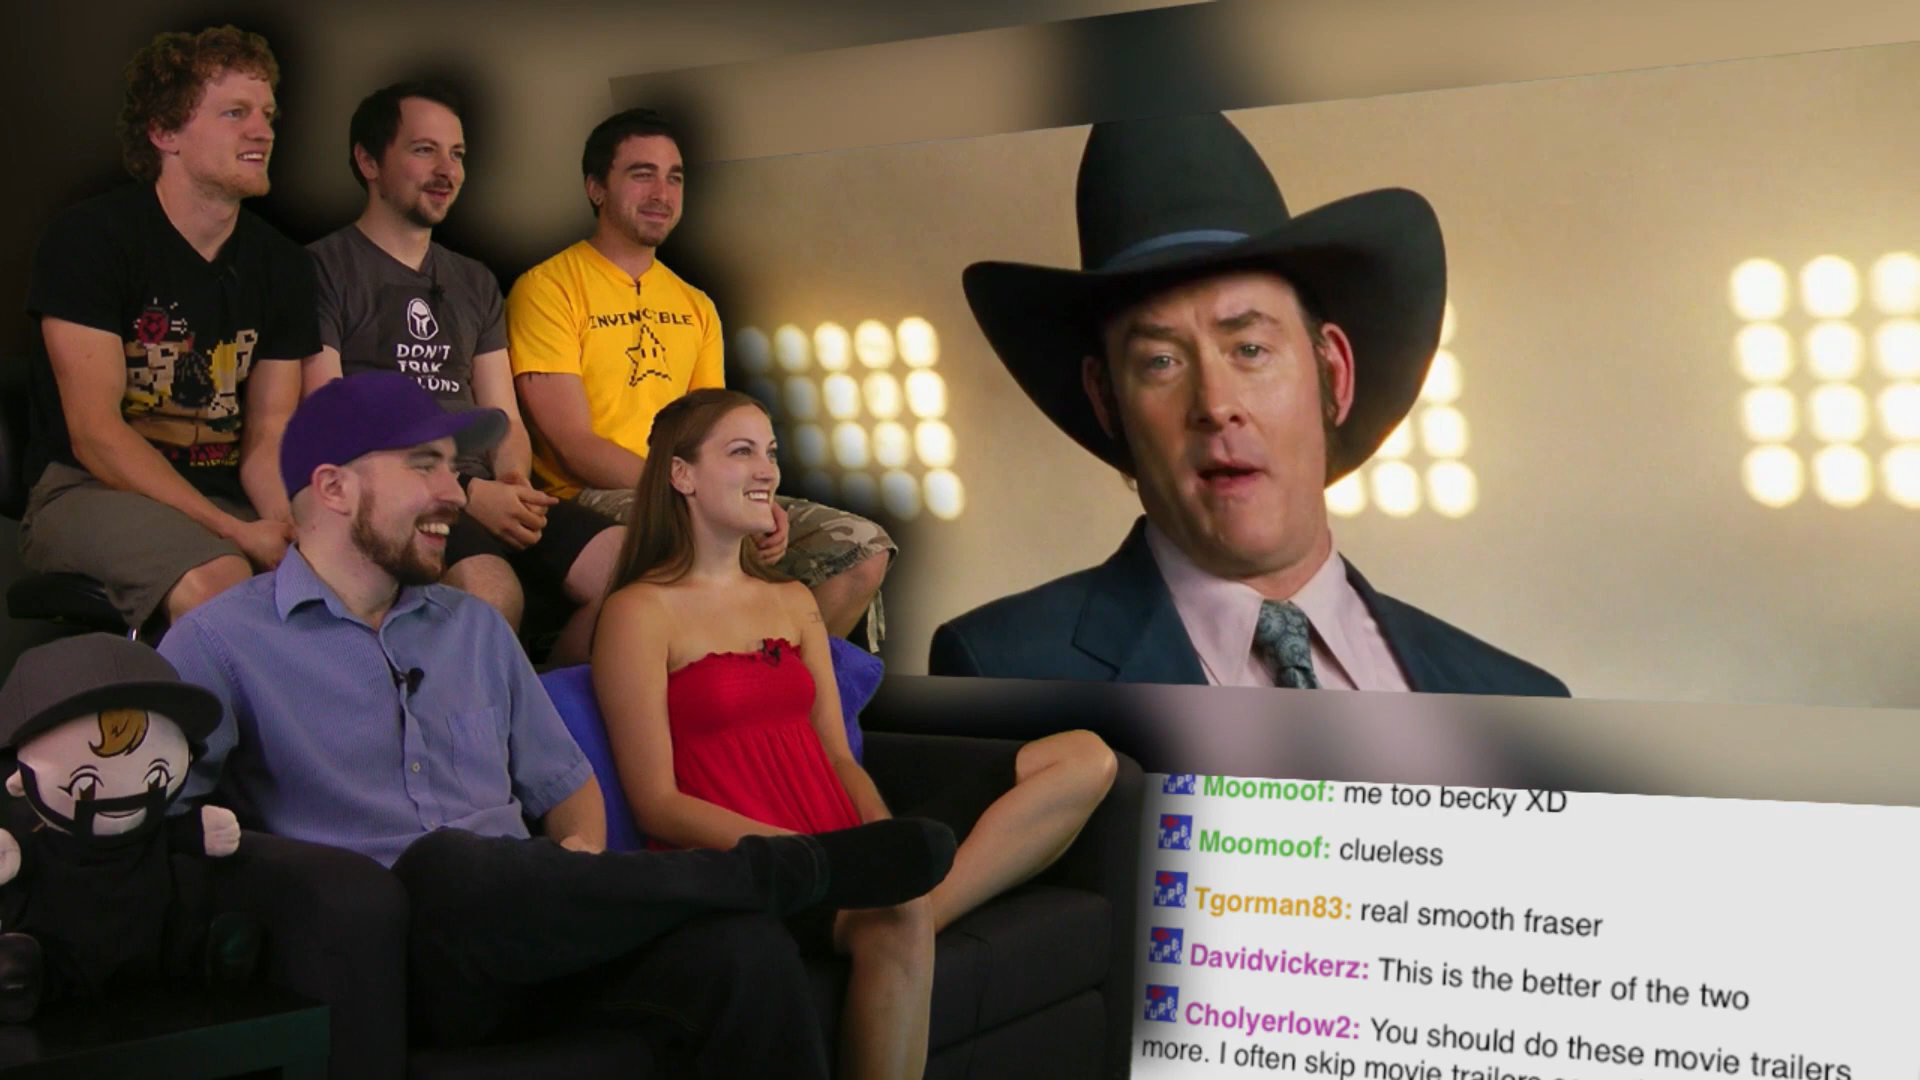 DON'T
INVINCIBLE
Moomoof: me too becky XD
Moomoof: clueless
Tgorman83: real smooth fraser
Davidvickerz: This is the better of the two
Cholyerlow2: You should do these movie trailers
more. I often skip movie